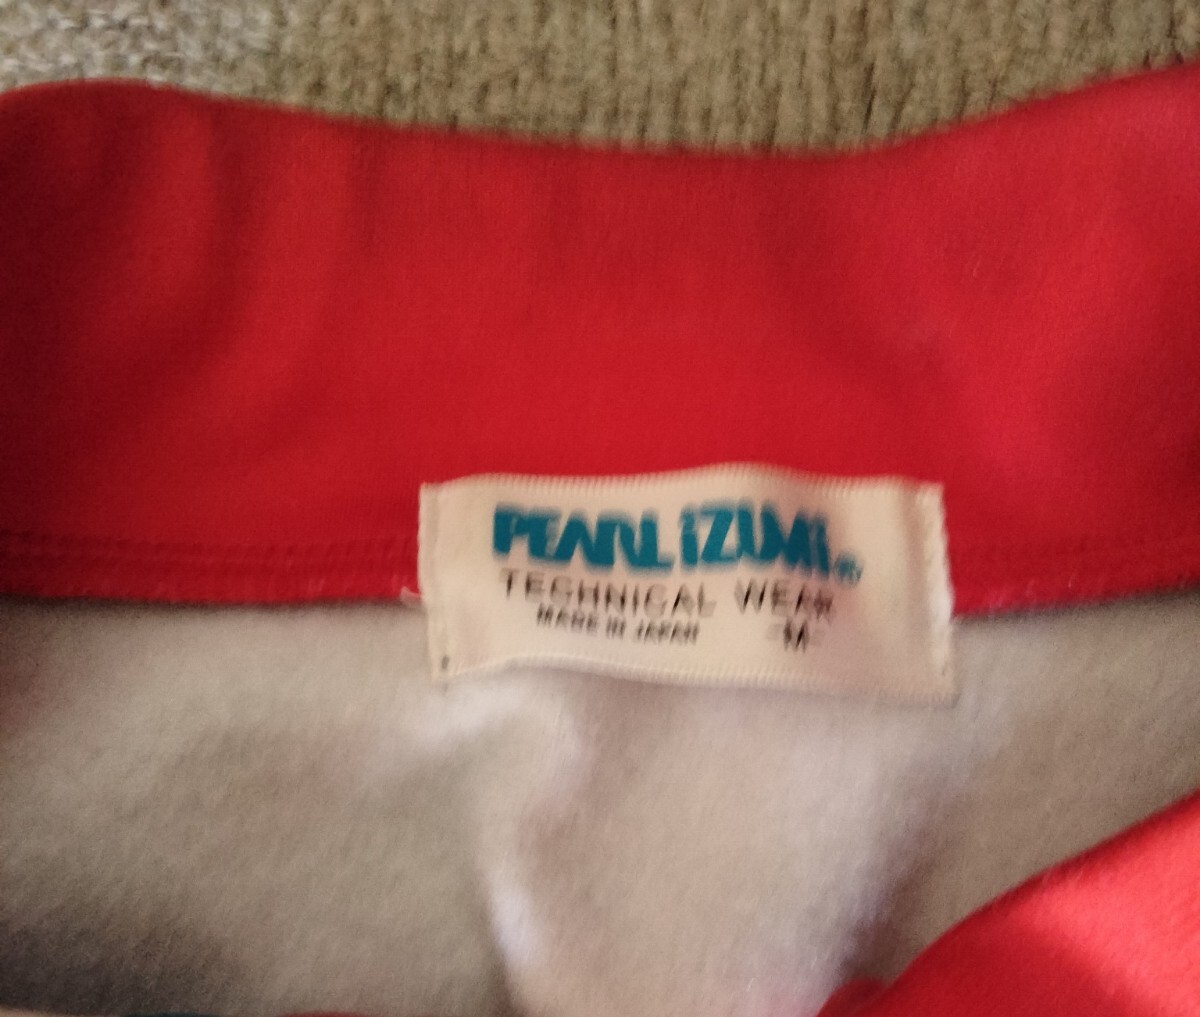 PEARL iZUMi®
TECHNICAL WEAR
MADE IN JAPAN -M-